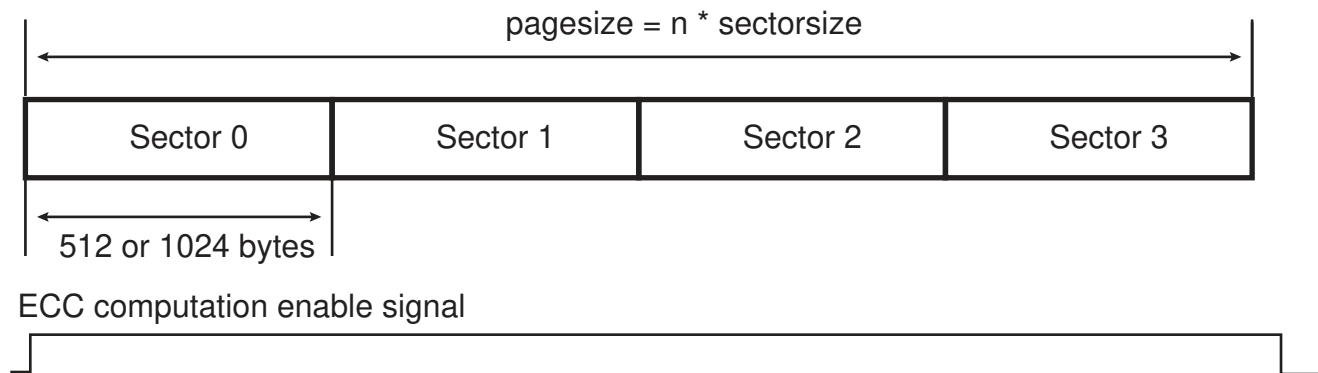 pagesize = n * sectorsize
Sector 0 Sector 1 Sector 2 Sector 3
512 or 1024 bytes
ECC computation enable signal